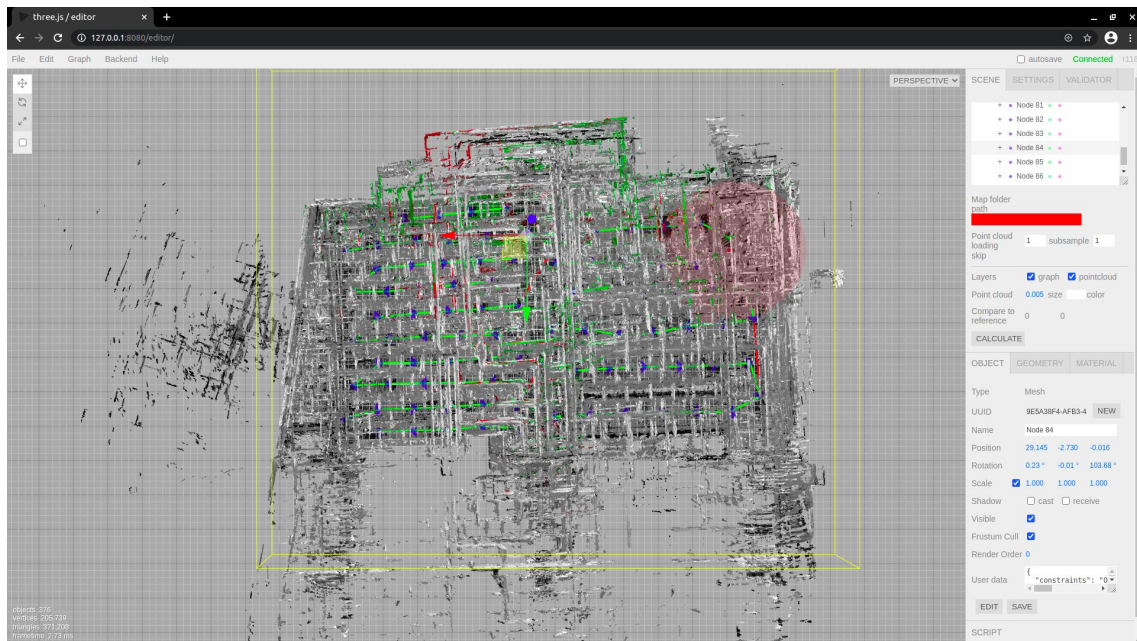 three.js / editor
127.0.0.1:8080/editor/
File Edit Graph Backend Help
autosave Connected
PERSPECTIVE
SCENE SETTINGS VALIDATOR
Node 81
Node 82
Node 83
Node 84
Node 85
Node 86
Map folder
path
Point cloud
loading
skip
1 subsample 1
Layers graph pointcloud
Point cloud 0.005 size color
Compare to
reference
0 0
CALCULATE
OBJECT GEOMETRY MATERIAL
Type Mesh
UUID 9E5A38F4-AFB3-4 NEW
Name Node 84
Position 29.145 -2.730 -0.016
Rotation 0.23 ° -0.01 ° 103.68 °
Scale 1.000 1.000 1.000
Shadow cast receive
Visible
Frustum Cull
Render Order 0
User data
{
"constraints": "0
EDIT SAVE
SCRIPT
objects 376
vertices 205,739
triangles 371,208
frametime 2.73 ms